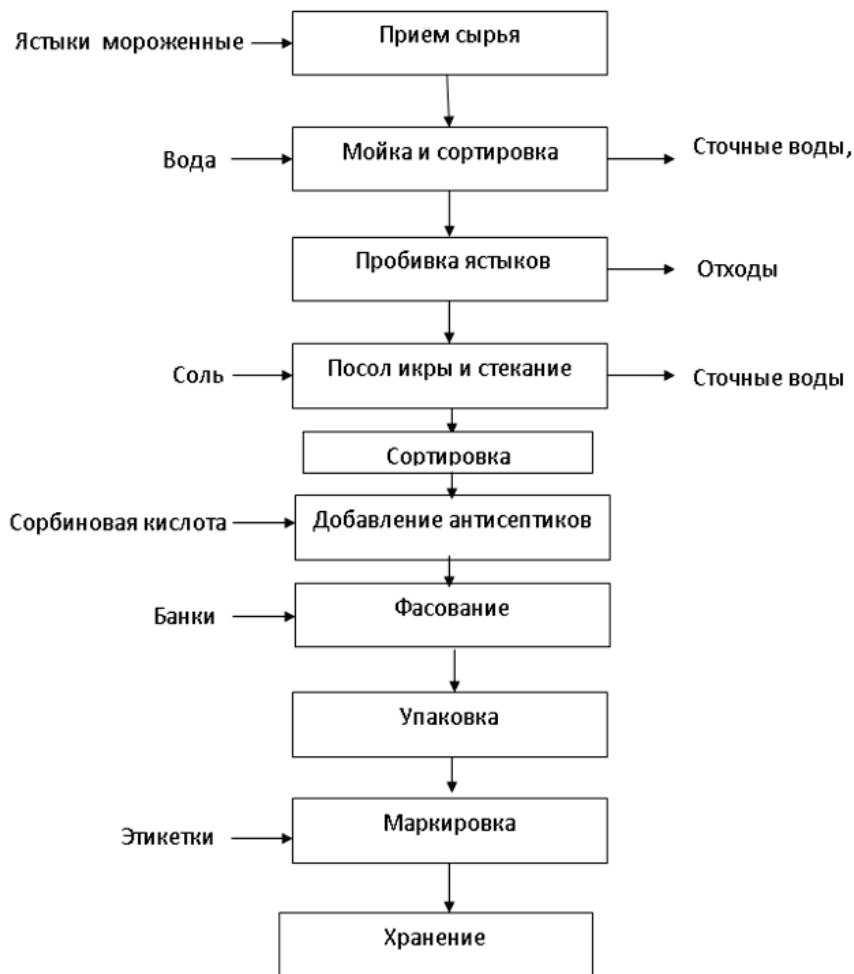 Приём сырья
Ястыки мороженные
Вода
Мойка и сортировка
Сточные воды,
Пробивка ястыков
Отходы
Соль
Посол икры и стекание
Сточные воды
Сортировка
Сорбиновая кислота
Добавление антисептиков
Банки
Фасование
Упаковка
Этикетки
Маркировка
Хранение